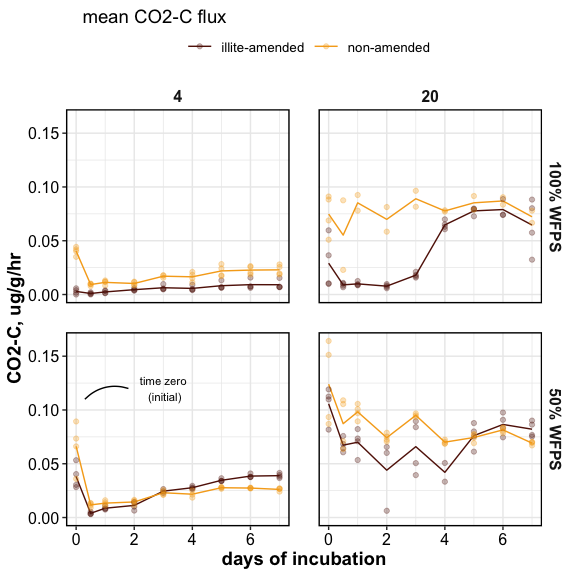 mean CO2-C flux
illite-amended non-amended
4 20
0.15
0.10
0.05
0.00
100% WFPS
CO2-C, ug/g/hr
0.15
0.10
0.05
0.00
time zero
(initial)
50% WFPS
0 2 4 6 0 2 4 6
days of incubation